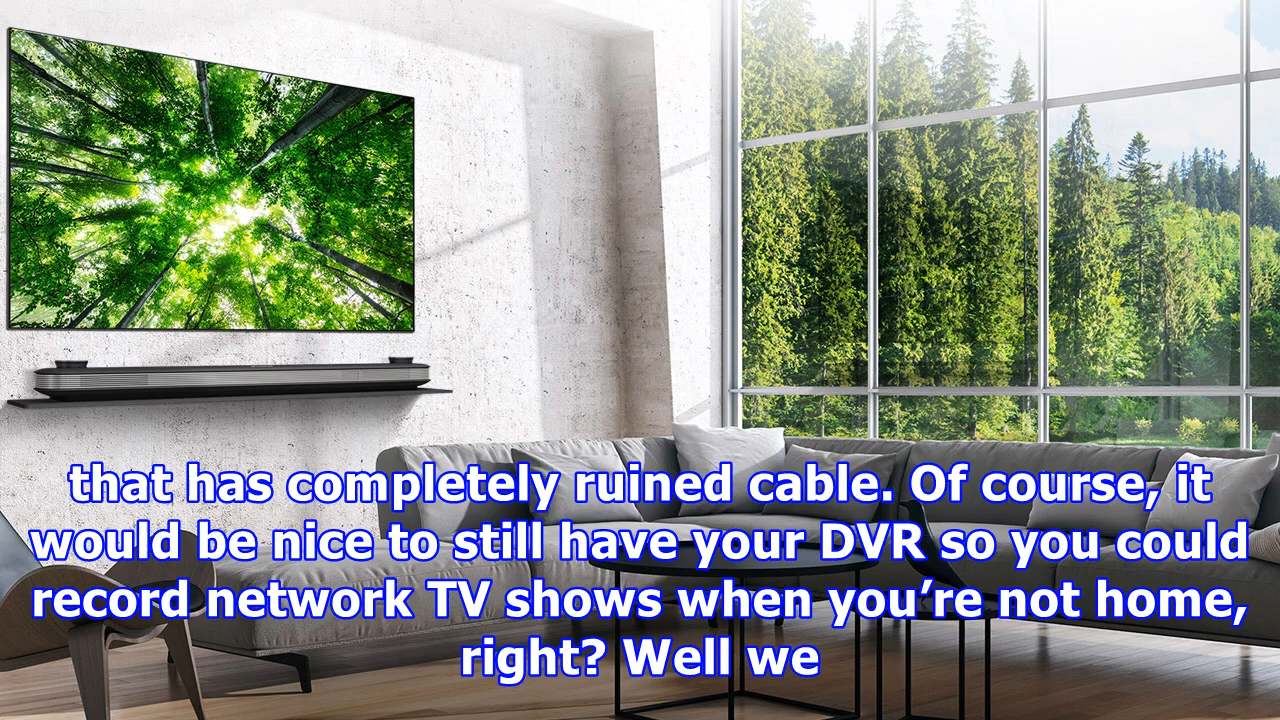 that has completely ruined cable. Of course, it
would be nice to still have your DVR so you could
record network TV shows when you’re not home,
right? Well we